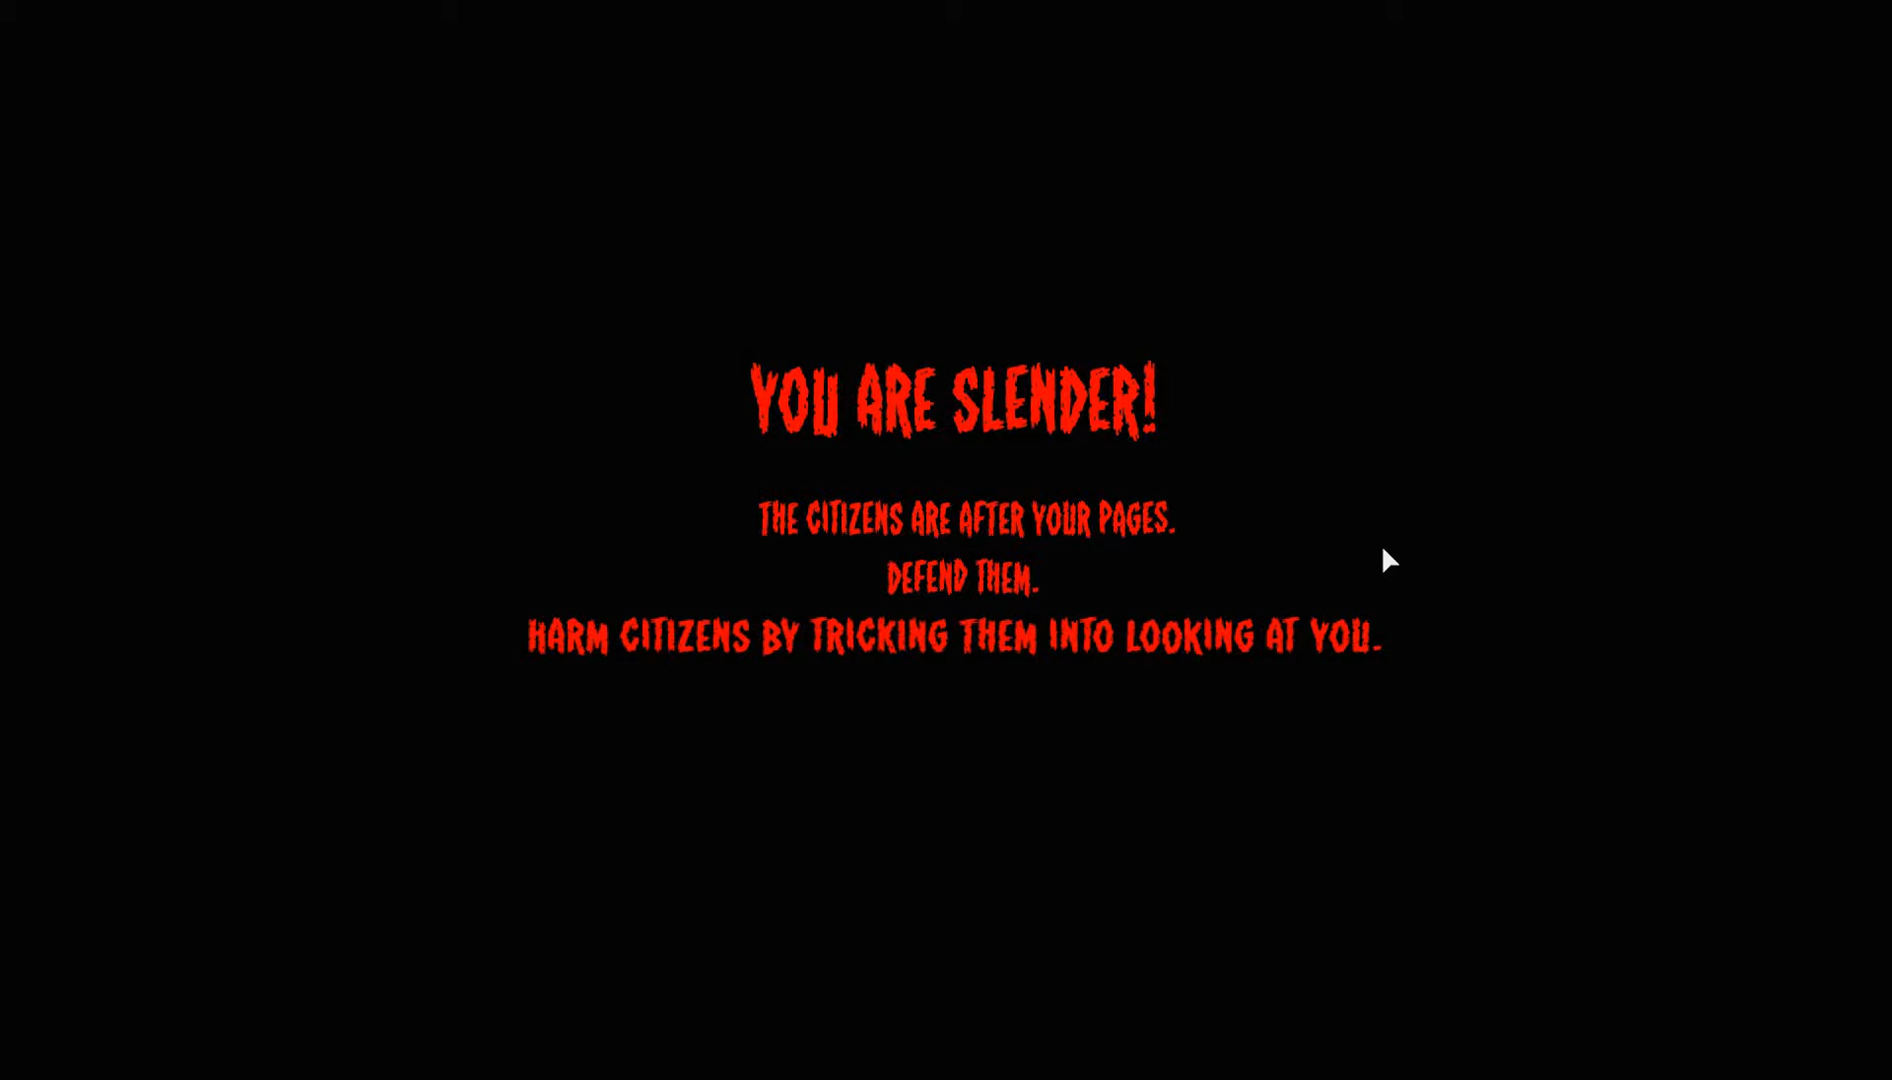 YOU ARE SLENDER!
THE CITIZENS ARE AFTER YOUR PAGES.
DEFEND THEM.
HARM CITIZENS BY TRICKING THEM INTO LOOKING AT YOU.